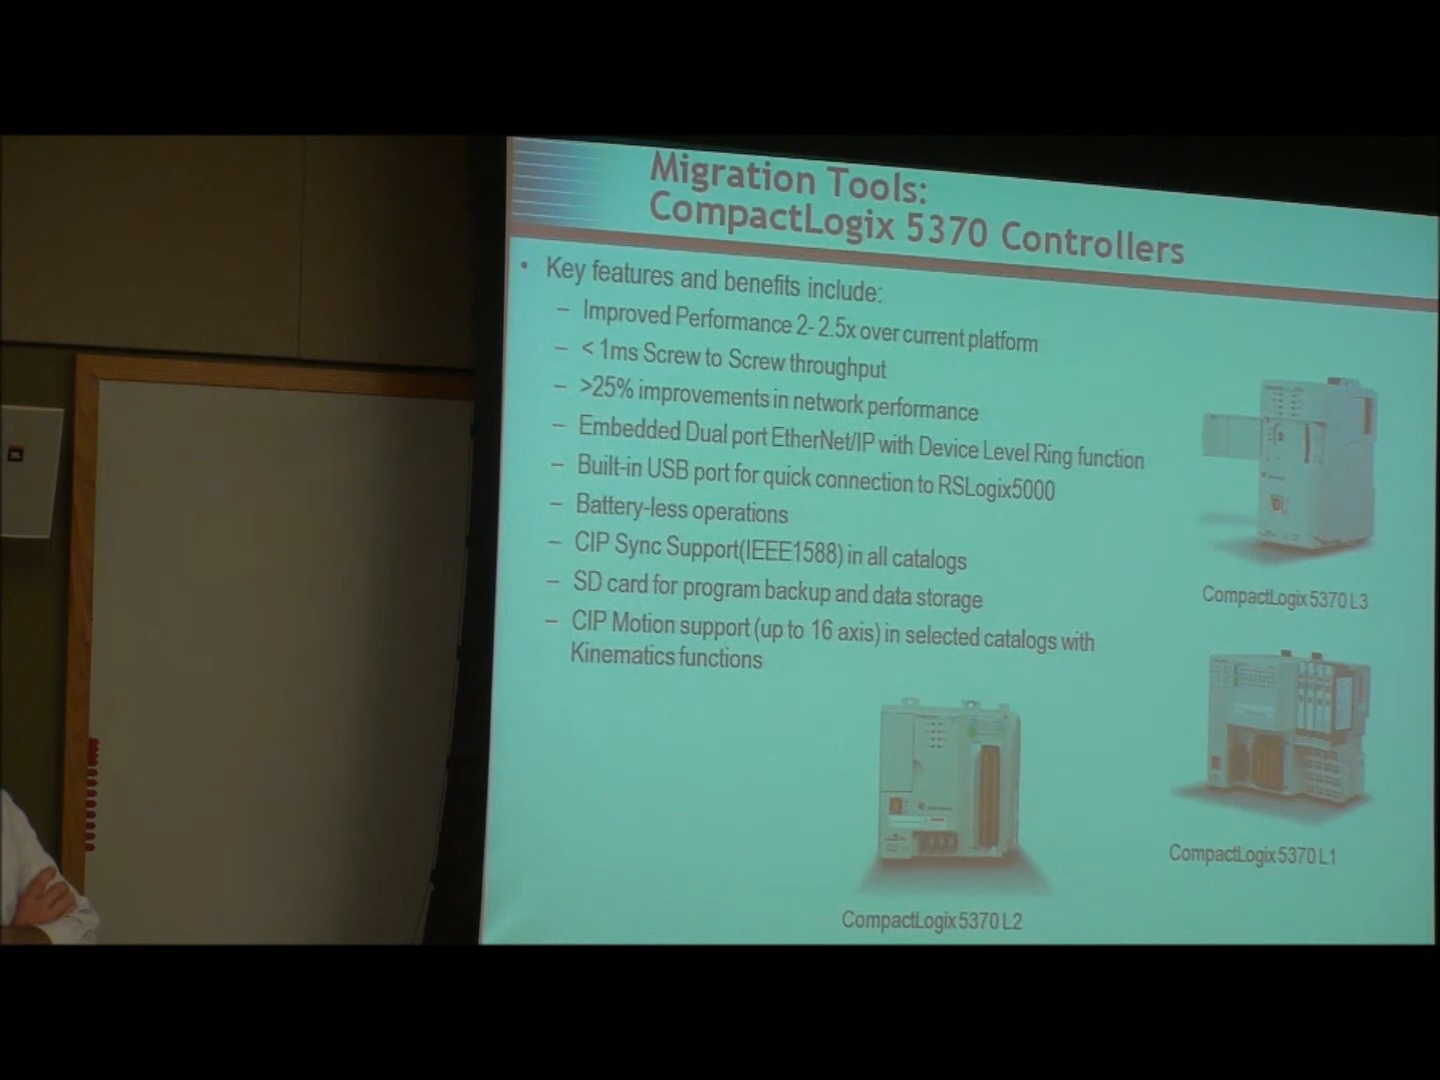 Migration Tools:
CompactLogix 5370 Controllers
• Key features and benefits include:
– Improved Performance 2- 2.5x over current platform
– < 1ms Screw to Screw throughput
– >25% improvements in network performance
– Embedded Dual port EtherNet/IP with Device Level Ring function
– Built-in USB port for quick connection to RSLogix5000
– Battery-less operations
– CIP Sync Support(IEEE1588) in all catalogs
– SD card for program backup and data storage
– CIP Motion support (up to 16 axis) in selected catalogs with
Kinematics functions
CompactLogix 5370 L3
CompactLogix 5370 L1
CompactLogix 5370 L2